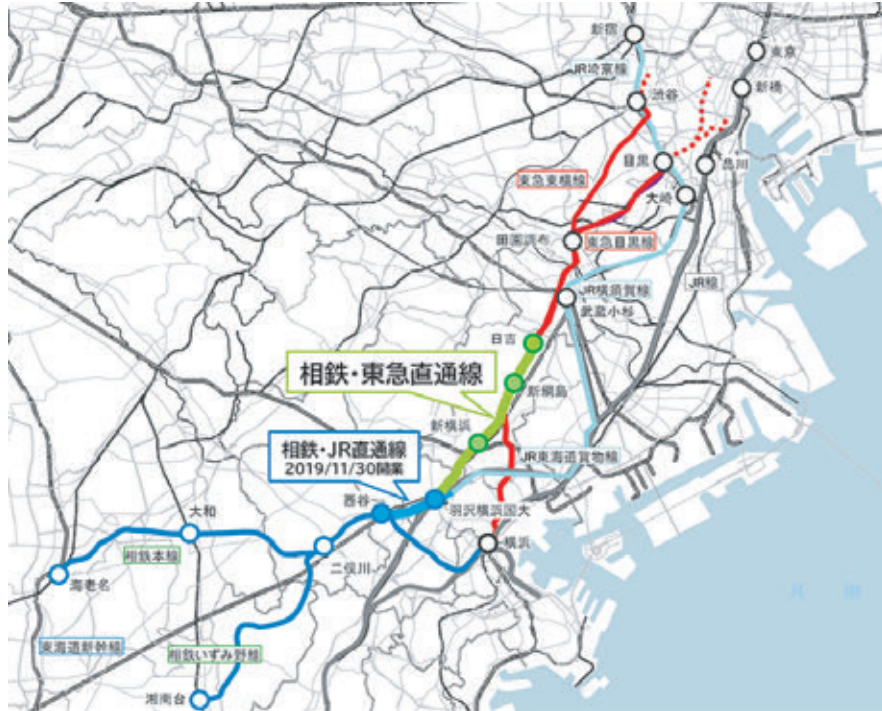 新宿
東京
JR埼京線
新橋
渋谷
目黒
品川
東急東横線
大崎
田園調布
東急目黒線
JR横須賀線
JR線
武蔵小杉
日吉
相鉄・東急直通線
新綱島
新横浜
相鉄・JR直通線
2019/11/30開業
JR東海道貨物線
西谷
羽沢横浜国大
大和
横浜
相鉄本線
二俣川
海老名
東海道新幹線
相鉄いずみ野線
湘南台